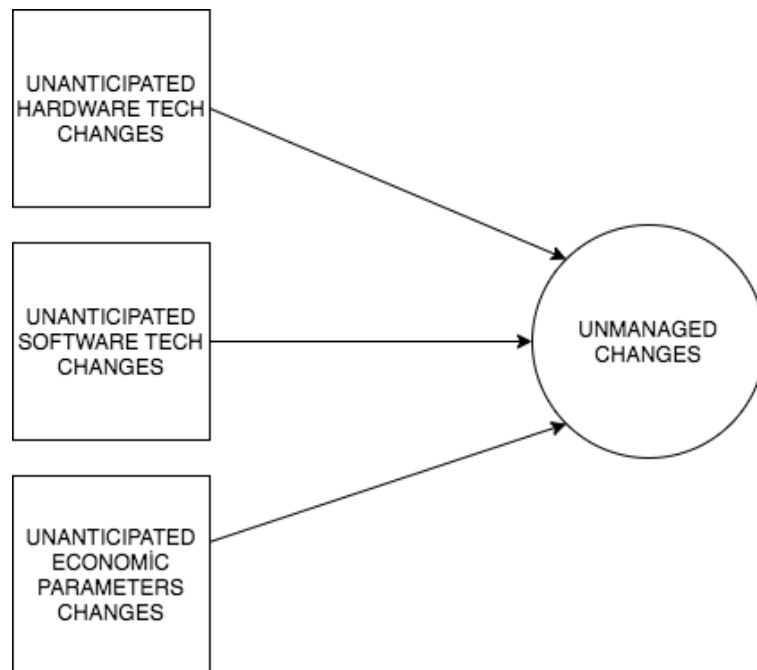 UNANTICIPATED
HARDWARE TECH
CHANGES
UNANTICIPATED
SOFTWARE TECH
CHANGES
UNMANAGED
CHANGES
UNANTICIPATED
ECONOMİC
PARAMETERS
CHANGES